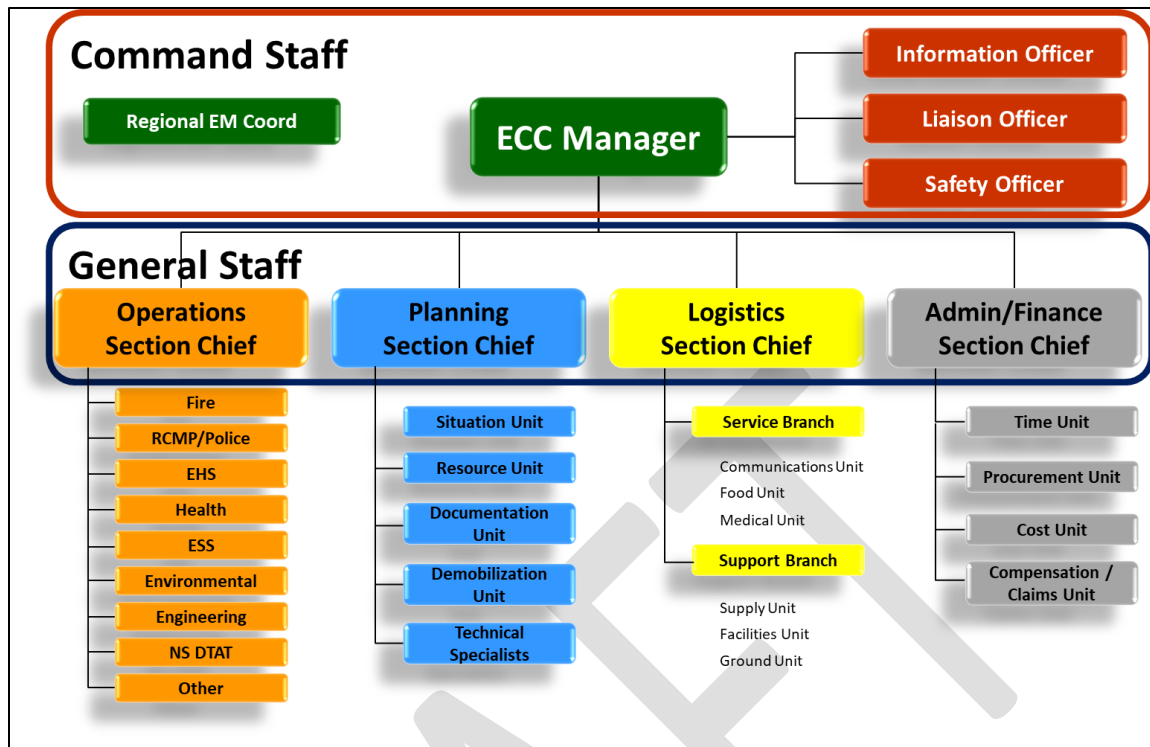 Command Staff
Regional EM Coord
ECC Manager
Information Officer
Liaison Officer
Safety Officer
General Staff
Operations
Section Chief
Fire
RCMP/Police
EHS
Health
ESS
Environmental
Engineering
NS DTAT
Other
Planning
Section Chief
Situation Unit
Resource Unit
Documentation
Unit
Demobilization
Unit
Technical
Specialists
Logistics
Section Chief
Service Branch
Communications Unit
Food Unit
Medical Unit
Support Branch
Supply Unit
Facilities Unit
Ground Unit
Admin/Finance
Section Chief
Time Unit
Procurement Unit
Cost Unit
Compensation /
Claims Unit